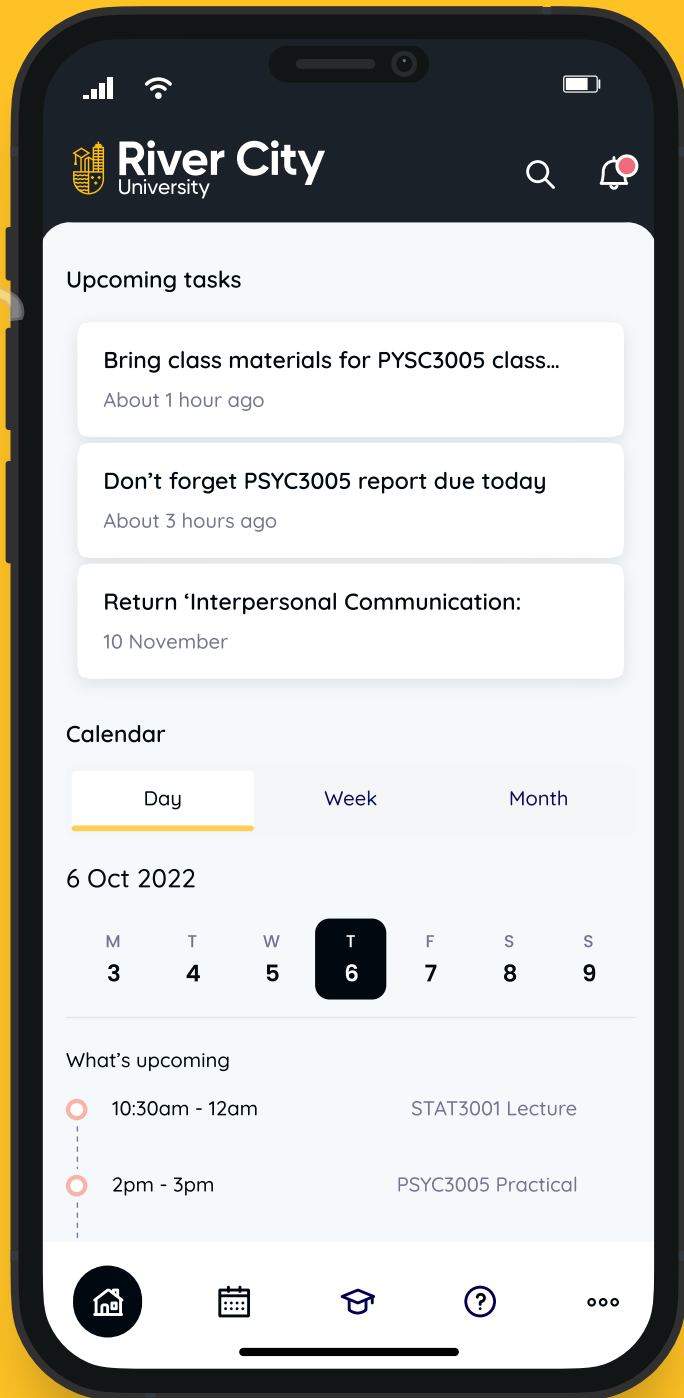 River City
University
Upcoming tasks
Bring class materials for PYSC3005 class...
About 1 hour ago
Don’t forget PSYC3005 report due today
About 3 hours ago
Return ‘Interpersonal Communication:
10 November
Calendar
Day Week Month
6 Oct 2022
M T W T F S S
3 4 5 6 7 8 9
What’s upcoming
10:30am - 12am STAT3001 Lecture
2pm - 3pm PSYC3005 Practical